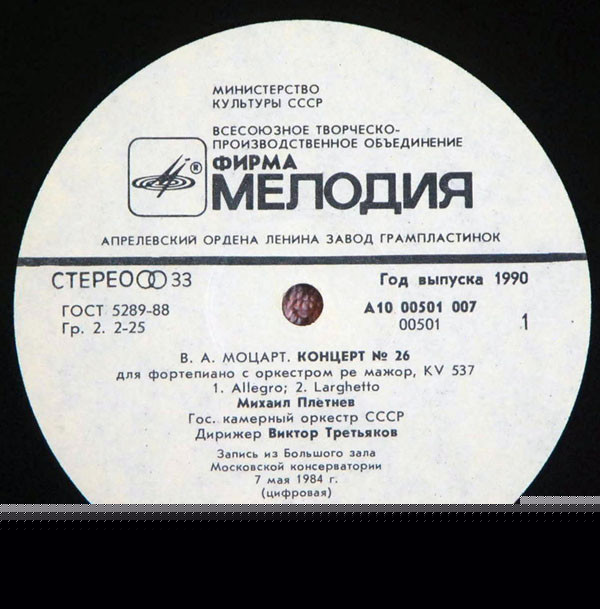 МИНИСТЕРСТВО
КУЛЬТУРЫ СССР
ВСЕСОЮЗНОЕ ТВОРЧЕСКО-
ПРОИЗВОДСТВЕННОЕ ОБЪЕДИНЕНИЕ
®
ФИРМА
МЕЛОДИЯ
АПРЕЛЕВСКИЙ ОРДЕНА ЛЕНИНА ЗАВОД ГРАМПЛАСТИНОК
СТЕРЕО 33
Год выпуска 1990
ГОСТ 5289-88
А10 00501 007
Гр. 2. 2-25
00501
1
В. А. МОЦАРТ. КОНЦЕРТ № 26
для фортепиано с оркестром ре мажор, KV 537
1. Allegro; 2. Larghetto
Михаил Плетнев
Гос. камерный оркестр СССР
Дирижер Виктор Третьяков
Запись из Большого зала
Московской консерватории
7 мая 1984 г.
(цифровая)